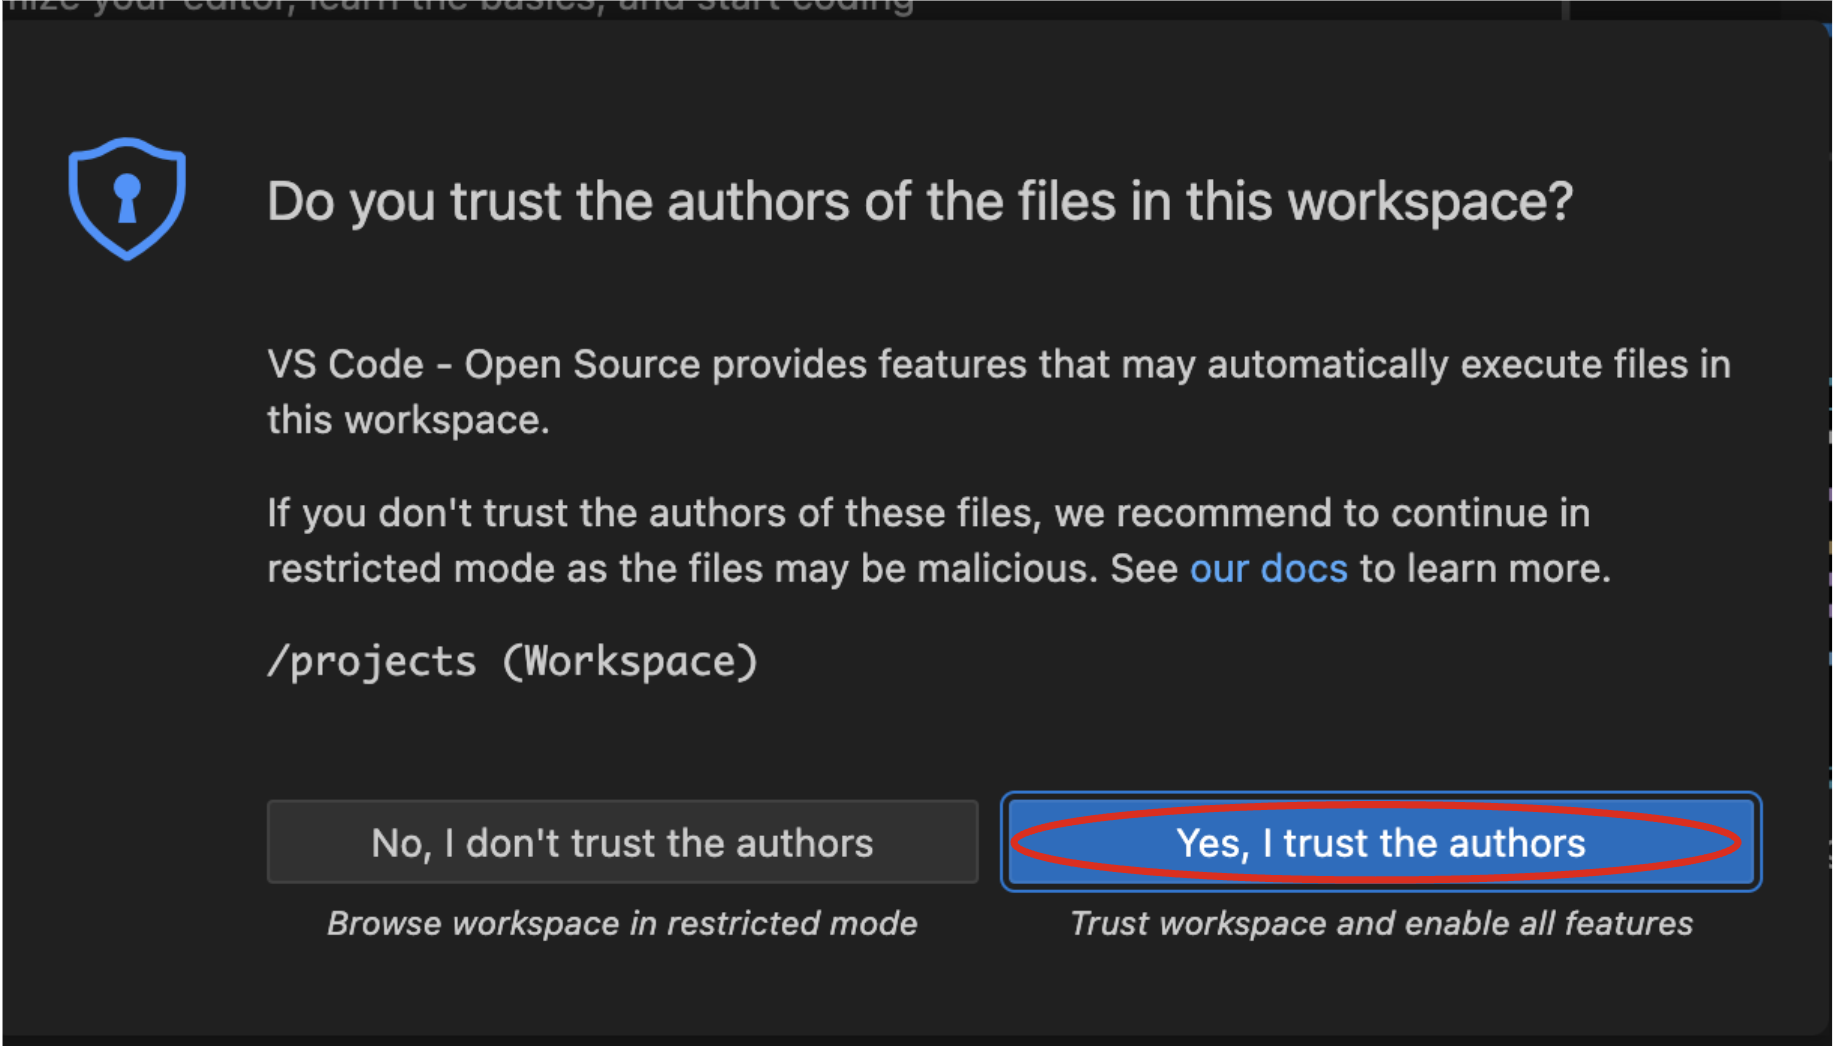 your editor, learn the basics, and start coding
Do you trust the authors of the files in this workspace?
VS Code - Open Source provides features that may automatically execute files in
this workspace.
If you don't trust the authors of these files, we recommend to continue in
restricted mode as the files may be malicious. See our docs to learn more.
/projects (Workspace)
No, I don't trust the authors
Yes, I trust the authors
Browse workspace in restricted mode
Trust workspace and enable all features